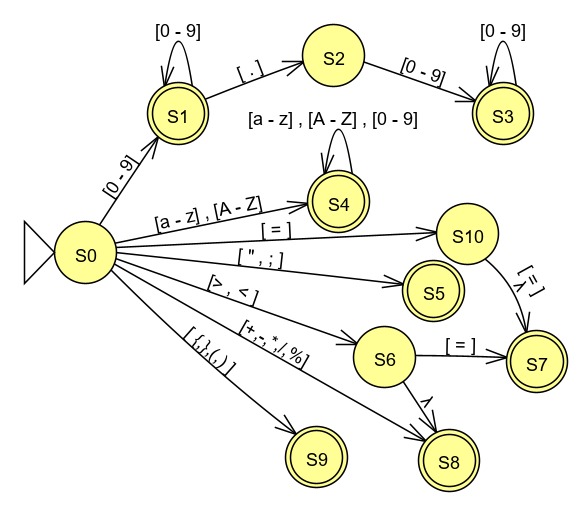 [0 - 9]
[0 - 9]
S2
[ . ]
[0 - 9]
S1
S3
[a - z] , [A - Z] , [0 - 9]
[0 - 9]
S4
[a - z] , [A - Z]
[ = ]
S10
S0
[ " , ; ]
S5
[ = ]
λ
[> , < ]
[+,-, *,/,%]
[ = ]
S6
S7
[ {,},(,) ]
λ
S9
S8